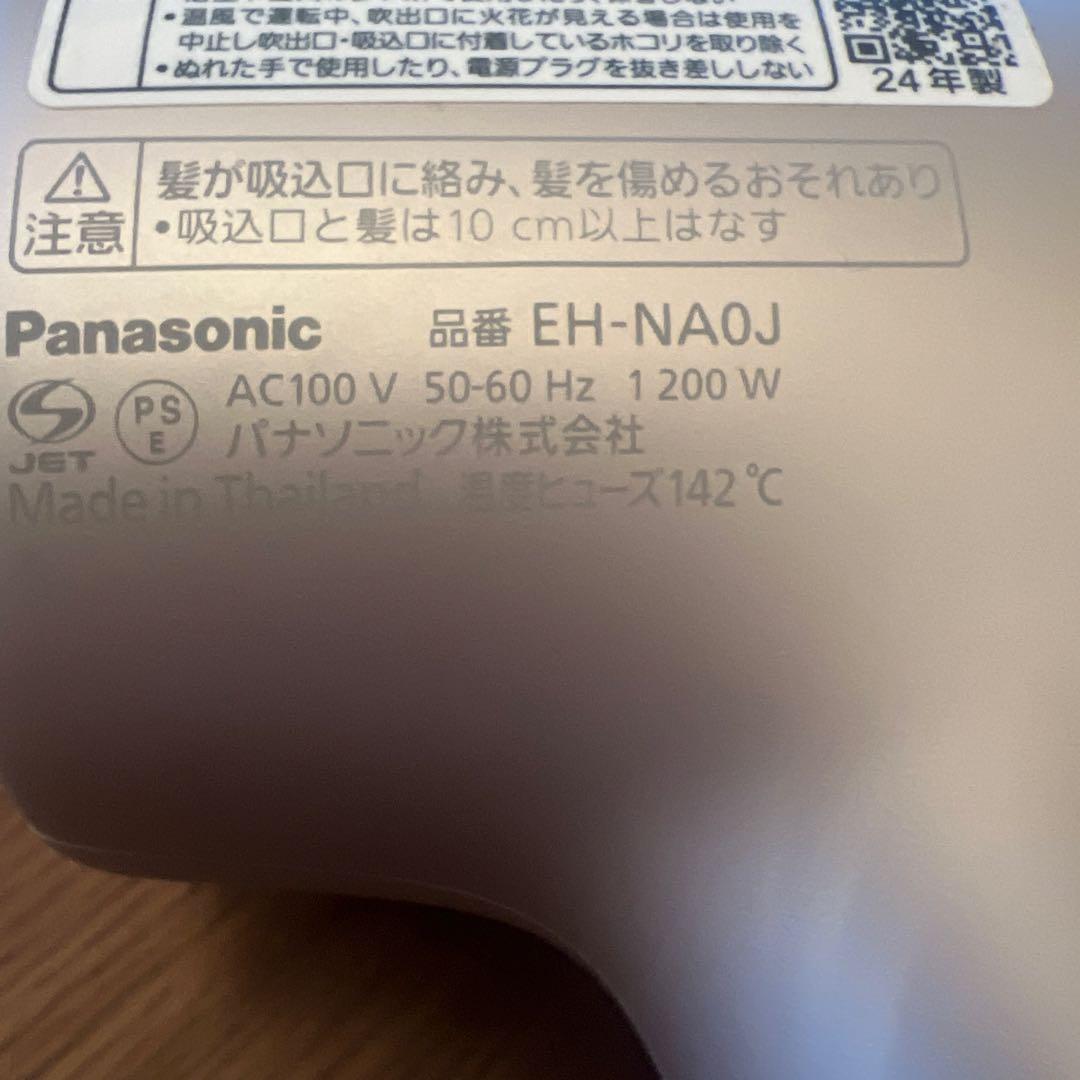 •温風で運転中、吹出口に火花が見える場合は使用を
中止し吹出口・吸込口に付着しているホコリを取り除く
•ぬれた手で使用したり、電源プラグを抜き差ししない
24年製
注意
髪が吸込口に絡み、髪を傷めるおそれあり
•吸込口と髪は10 cm以上はなす
Panasonic 品番 EH-NA0J
JET PSE AC100 V 50-60 Hz 1 200 W
パナソニック株式会社
Made in Thailand 温度ヒューズ142℃